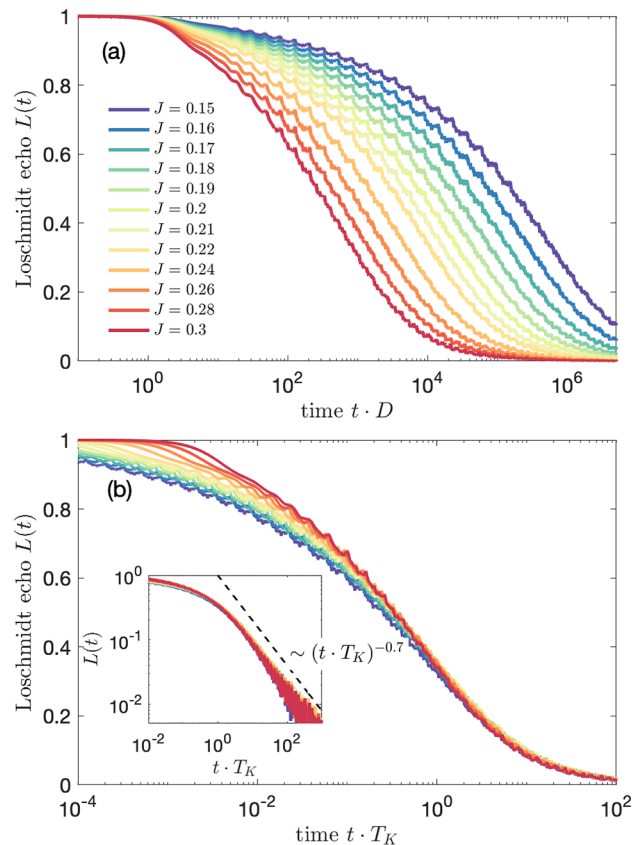 1
0.8
0.6
0.4
0.2
0
Loschmidt echo L(t)
(a)
J = 0.15
J = 0.16
J = 0.17
J = 0.18
J = 0.19
J = 0.2
J = 0.21
J = 0.22
J = 0.24
J = 0.26
J = 0.28
J = 0.3
10^0 10^2 10^4 10^6
time t · D
1
0.8
0.6
0.4
0.2
0
Loschmidt echo L(t)
(b)
10^0
10^-1
10^-2
L(t)
∼ (t · T_K)^−0.7
10^-2 10^0 10^2
t · T_K
10^-4 10^-2 10^0 10^2
time t · T_K